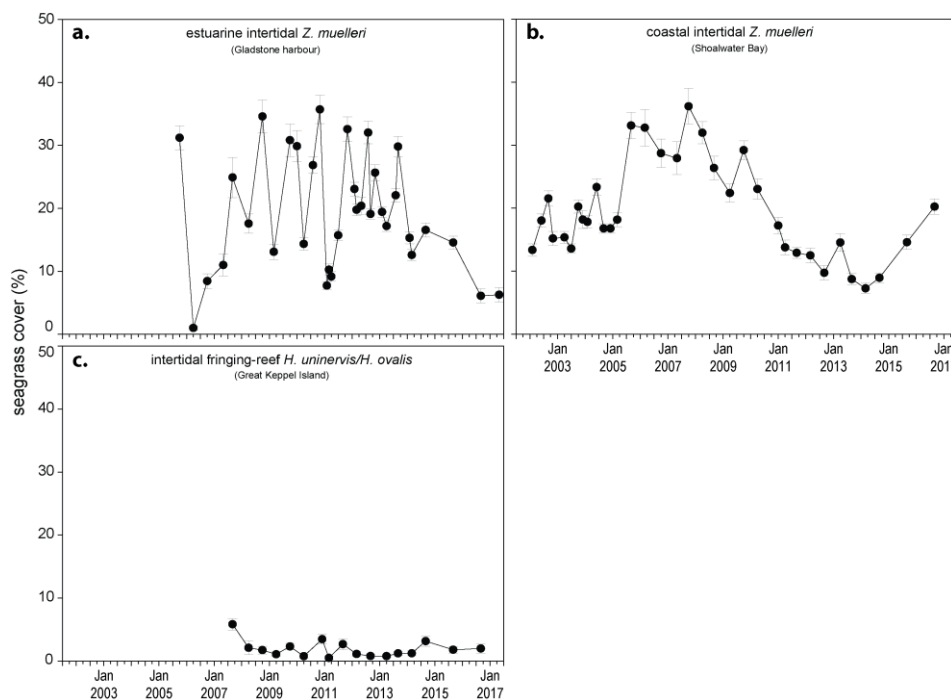 a.
estuarine intertidal Z. muelleri
(Gladstone harbour)
b.
coastal intertidal Z. muelleri
(Shoalwater Bay)
50
40
30
20
10
0
Jan Jan Jan Jan Jan Jan Jan Jan
2003 2005 2007 2009 2011 2013 2015 201
seagrass cover (%)
c.
intertidal fringing-reef H. uninervis/H. ovalis
(Great Keppel Island)
50
40
30
20
10
0
Jan Jan Jan Jan Jan Jan Jan Jan
2003 2005 2007 2009 2011 2013 2015 2017